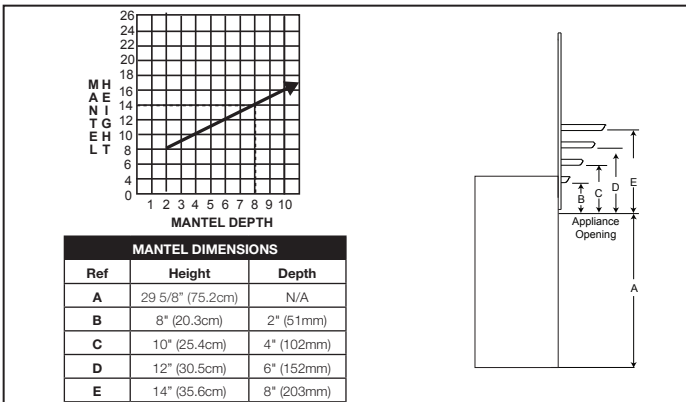 26
24
22
20
18
16
14
12
10
8
6
4
0
MANTEL HEIGHT
1 2 3 4 5 6 7 8 9 10
MANTEL DEPTH
MANTEL DIMENSIONS
Ref Height Depth
A 29 5/8” (75.2cm) N/A
B 8" (20.3cm) 2" (51mm)
C 10" (25.4cm) 4" (102mm)
D 12” (30.5cm) 6" (152mm)
E 14” (35.6cm) 8" (203mm)
B
C
D
E
Appliance
Opening
A